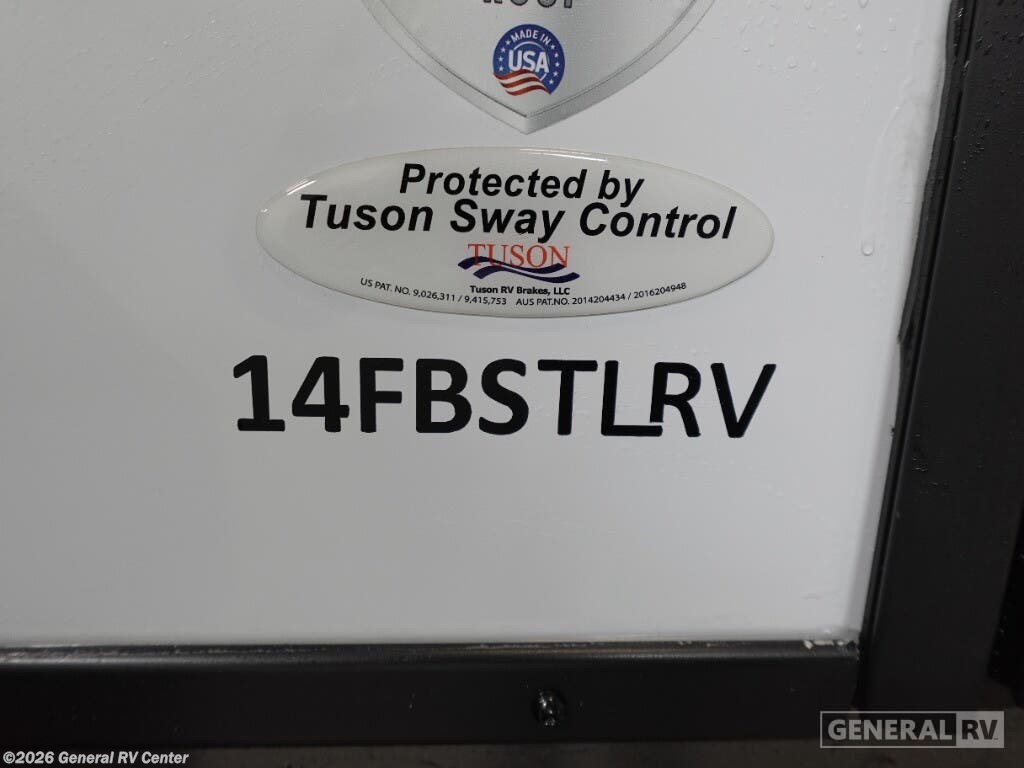 MADE IN
USA
Protected by
Tuson Sway Control
TUSON
Tuson RV Brakes, LLC
US PAT. NO. 9,026,311 / 9,415,753 AUS PAT.NO. 2014204434 / 2016204948
14FBSTLRV
GENERAL RV
©2026 General RV Center